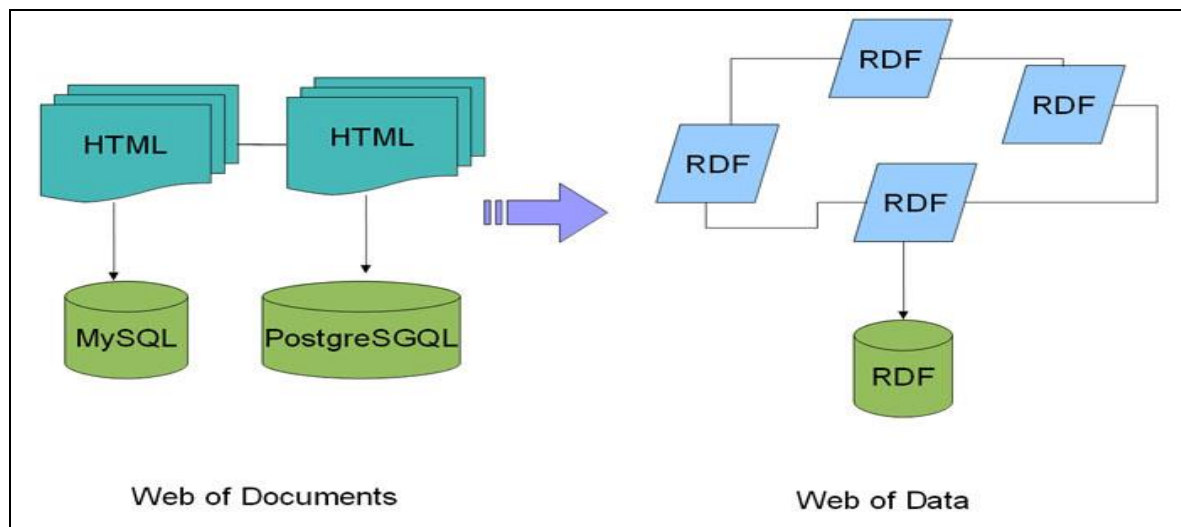 HTML
HTML
MySQL
PostgreSGQL
Web of Documents
RDF
RDF
RDF
RDF
RDF
Web of Data